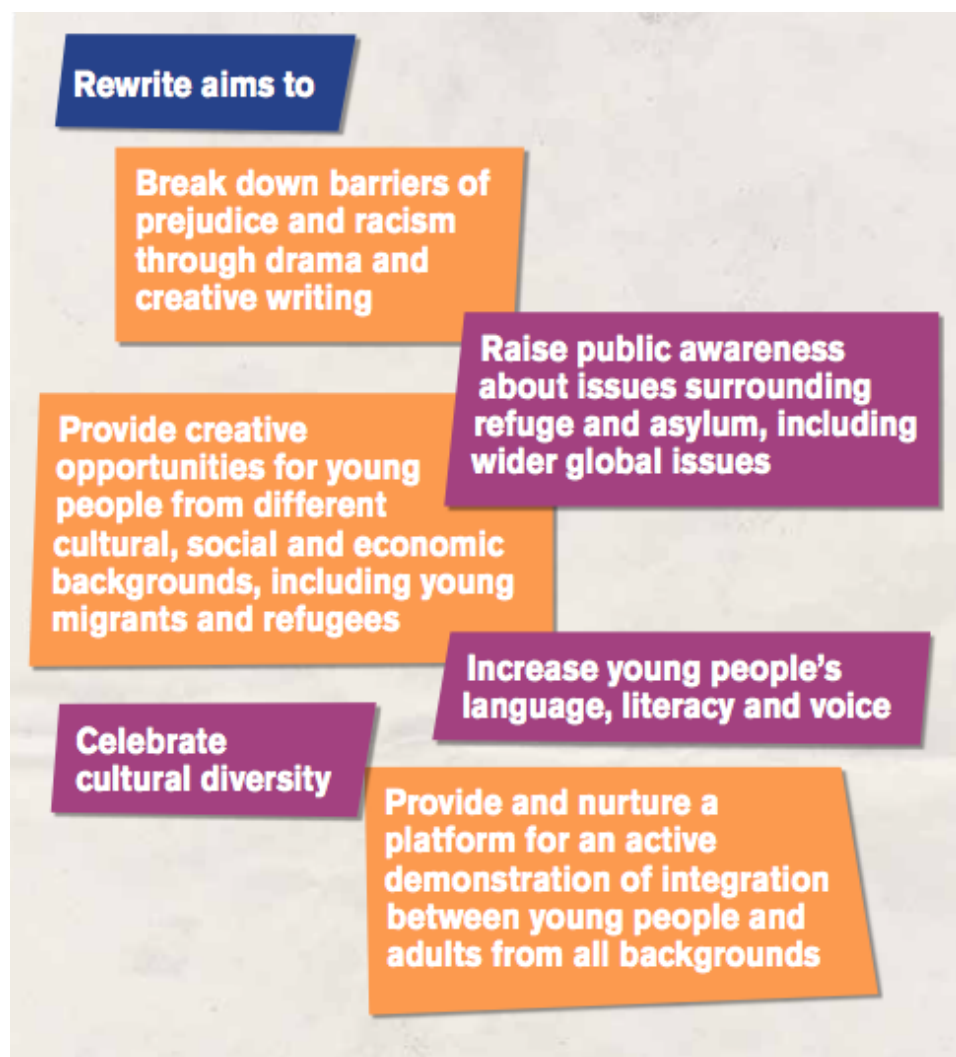 Rewrite aims to
Break down barriers of
prejudice and racism
through drama and
creative writing
Raise public awareness
about issues surrounding
refuge and asylum, including
wider global issues
Provide creative
opportunities for young
people from different
cultural, social and economic
backgrounds, including young
migrants and refugees
Increase young people’s
language, literacy and voice
Celebrate
cultural diversity
Provide and nurture a
platform for an active
demonstration of integration
between young people and
adults from all backgrounds